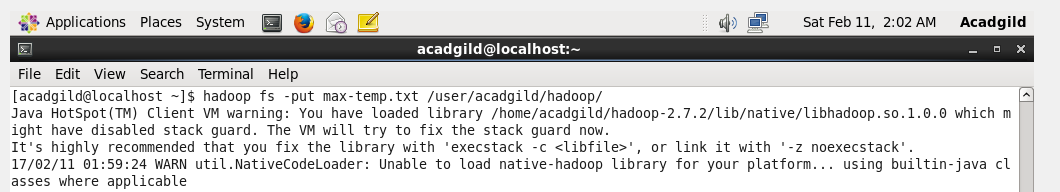 Applications Places System Sat Feb 11, 2:02 AM Acadgild
acadgild@localhost:~
File Edit View Search Terminal Help
[acadgild@localhost ~]$ hadoop fs -put max-temp.txt /user/acadgild/hadoop/
Java HotSpot(TM) Client VM warning: You have loaded library /home/acadgild/hadoop-2.7.2/lib/native/libhadoop.so.1.0.0 which m
ight have disabled stack guard. The VM will try to fix the stack guard now.
It's highly recommended that you fix the library with 'execstack -c <libfile>', or link it with '-z noexecstack'.
17/02/11 01:59:24 WARN util.NativeCodeLoader: Unable to load native-hadoop library for your platform... using builtin-java cl
asses where applicable